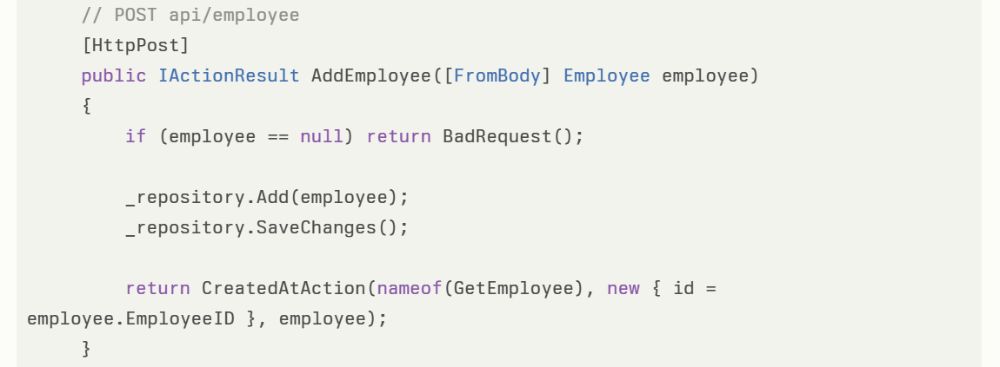 // POST api/employee
[HttpPost]
public IActionResult AddEmployee([FromBody] Employee employee)
{
if (employee == null) return BadRequest();
_repository.Add(employee);
_repository.SaveChanges();
return CreatedAtAction(nameof(GetEmployee), new { id =
employee.EmployeeID }, employee);
}